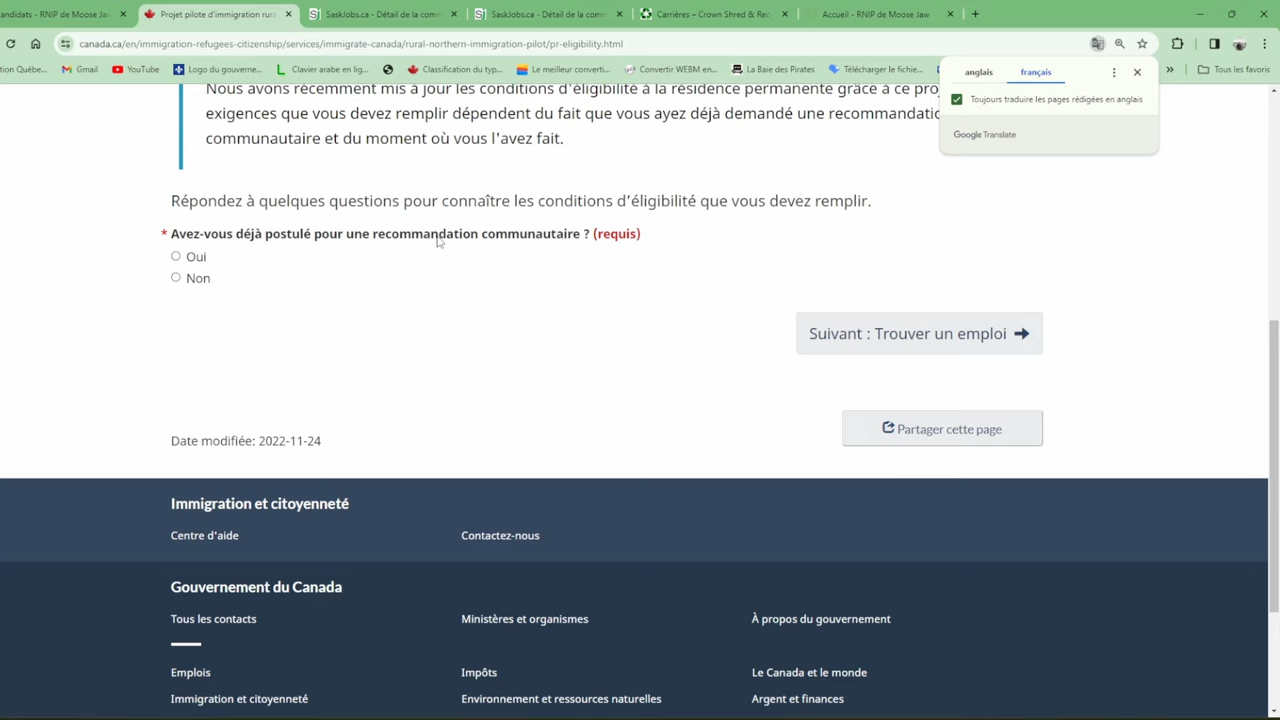 andidats - RNIP de Moose Jaw
Projet pilote d'immigration rura
SaskJobs.ca - Détail de la comm
SaskJobs.ca - Détail de la comm
Carrières – Crown Shred & Rec
Accueil - RNIP de Moose Jaw
canada.ca/en/immigration-refugees-citizenship/services/immigrate-canada/rural-northern-immigration-pilot/pr-eligibility.html
tion Québe...
Gmail
YouTube
Logo du gouverne...
Clavier arabe en lig...
Classification du typ...
Le meilleur converti...
Convertir WEBM en...
La Baie des Pirates
Télécharger le fichie...
Tous les favoris
anglais
français
Toujours traduire les pages rédigées en anglais
Google Translate
Nous avons récemment mis à jour les conditions d'éligibilité à la résidence permanente grâce à ce pro
exigences que vous devez remplir dépendent du fait que vous ayez déjà demandé une recommandatio
communautaire et du moment où vous l'avez fait.
Répondez à quelques questions pour connaître les conditions d'éligibilité que vous devez remplir.
* Avez-vous déjà postulé pour une recommandation communautaire ? (requis)
Oui
Non
Suivant : Trouver un emploi
Partager cette page
Date modifiée: 2022-11-24
Immigration et citoyenneté
Centre d'aide
Contactez-nous
Gouvernement du Canada
Tous les contacts
Ministères et organismes
À propos du gouvernement
Emplois
Impôts
Le Canada et le monde
Immigration et citoyenneté
Environnement et ressources naturelles
Argent et finances